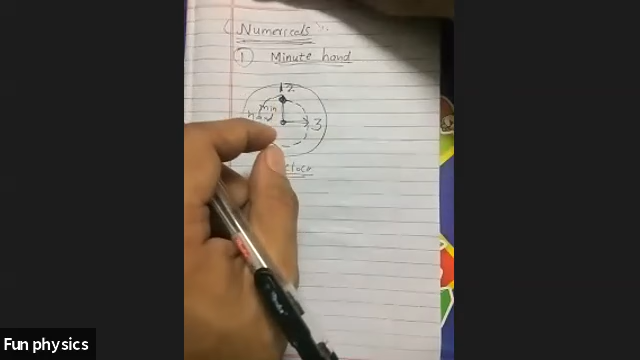 Numericals
① Minute hand
12
min
hand
3
Fun physics